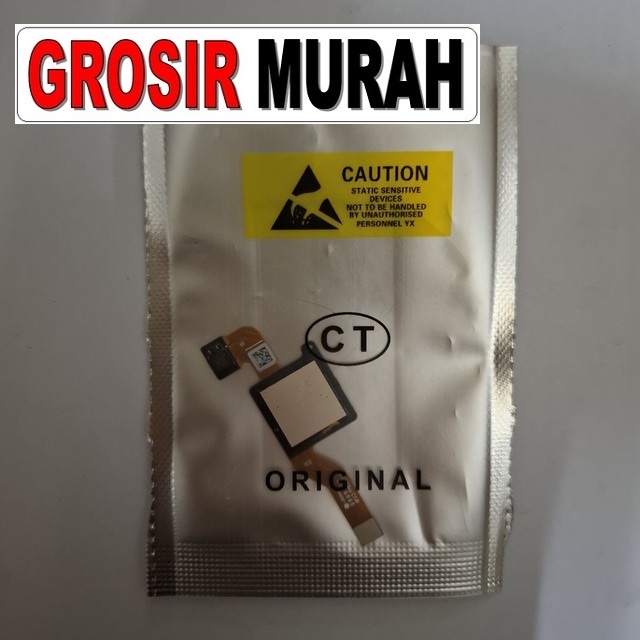 GROSIR MURAH
CAUTION
STATIC SENSITIVE
DEVICES
NOT TO BE HANDLED
BY UNAUTHORISED
PERSONNEL YX
CT
ORIGINAL